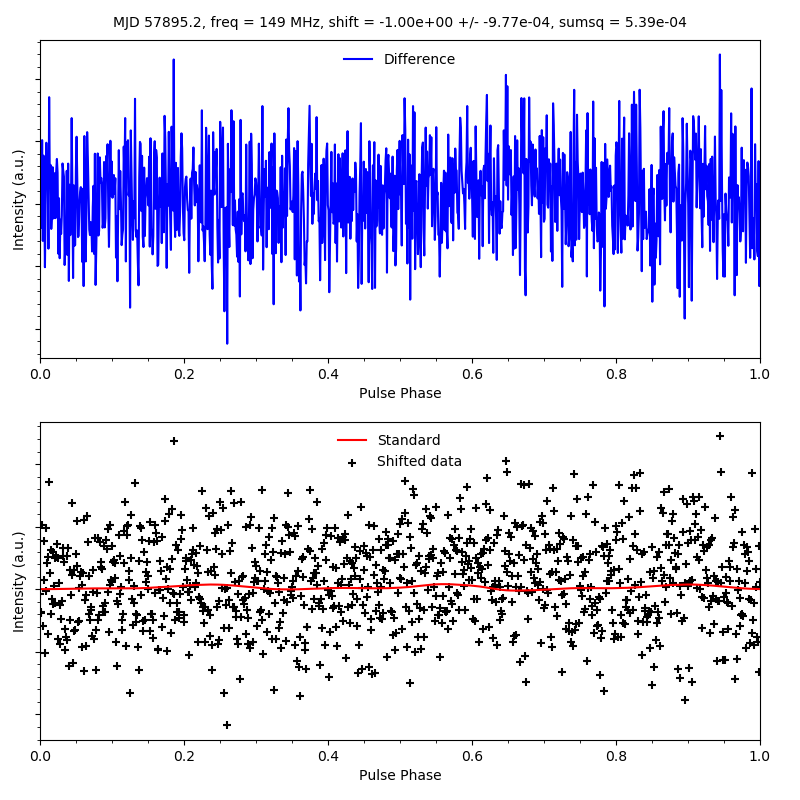 MJD 57895.2, freq = 149 MHz, shift = -1.00e+00 +/- -9.77e-04, sumsq = 5.39e-04
Difference
Intensity (a.u.)
0.0 0.2 0.4 0.6 0.8 1.0
Pulse Phase
Standard
Shifted data
Intensity (a.u.)
0.0 0.2 0.4 0.6 0.8 1.0
Pulse Phase